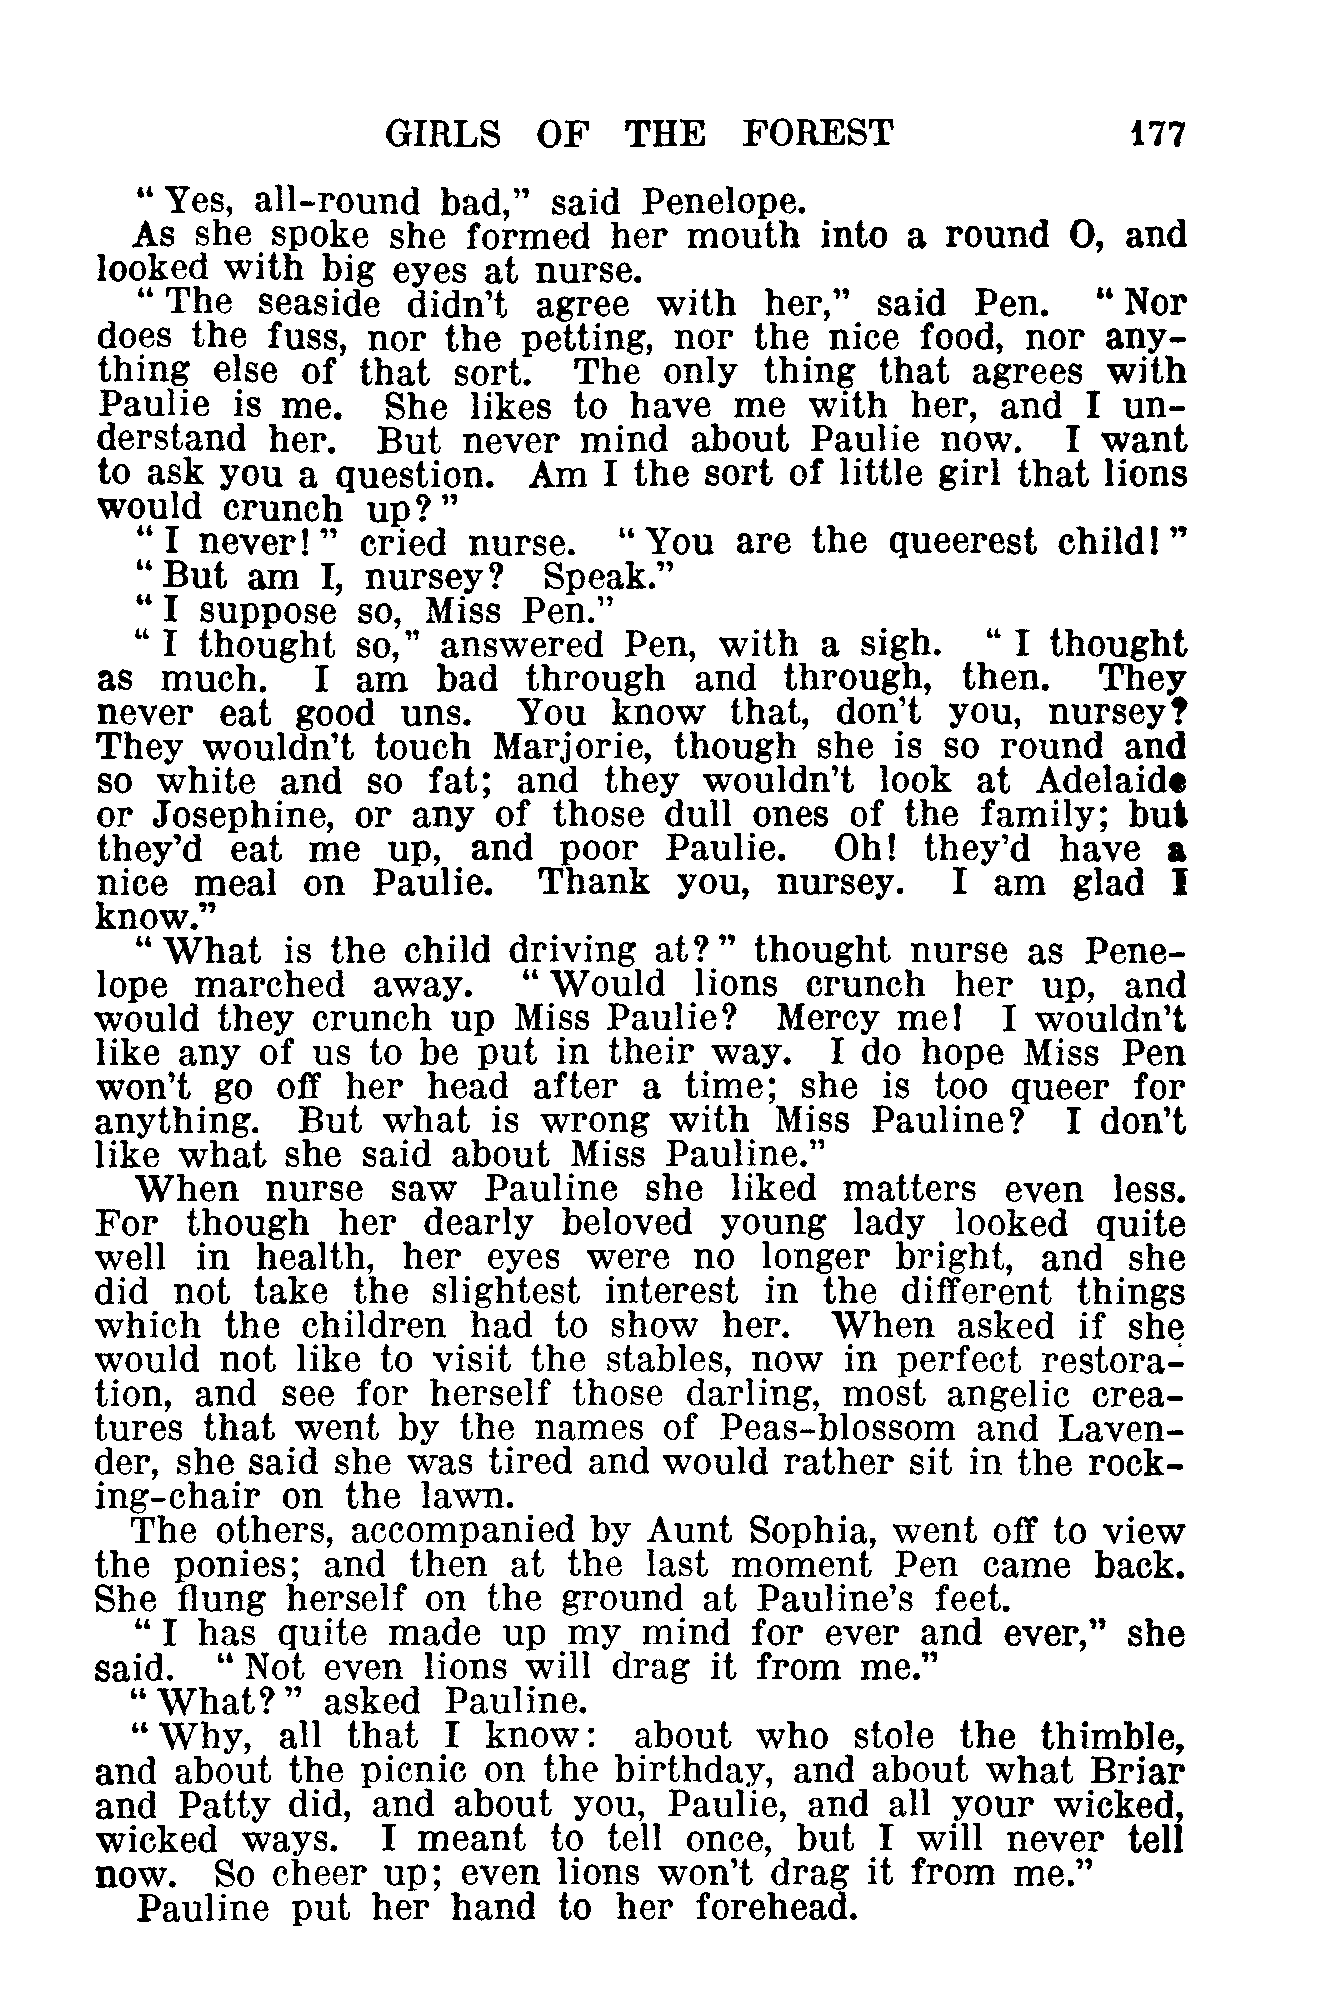 GIRLS OF THE FOREST 177
“Yes, all-round bad,” said Penelope.
As she spoke she formed her mouth into a round O, and
looked with big eyes at nurse.
“The seaside didn’t agree with her,” said Pen. “Nor
does the fuss, nor the petting, nor the nice food, nor any-
thing else of that sort. The only thing that agrees with
Paulie is me. She likes to have me with her, and I un-
derstand her. But never mind about Paulie now. I want
to ask you a question. Am I the sort of little girl that lions
would crunch up?”
“I never!” cried nurse. “You are the queerest child!”
“But am I, nursey? Speak.”
“I suppose so, Miss Pen.”
“I thought so,” answered Pen, with a sigh. “I thought
as much. I am bad through and through, then. They
never eat good uns. You know that, don’t you, nursey?
They wouldn’t touch Marjorie, though she is so round and
so white and so fat; and they wouldn’t look at Adelaide
or Josephine, or any of those dull ones of the family; but
they’d eat me up, and poor Paulie. Oh! they’d have a
nice meal on Paulie. Thank you, nursey. I am glad I
know.”
“What is the child driving at?” thought nurse as Pene-
lope marched away. “Would lions crunch her up, and
would they crunch up Miss Paulie? Mercy me! I wouldn’t
like any of us to be put in their way. I do hope Miss Pen
won’t go off her head after a time; she is too queer for
anything. But what is wrong with Miss Pauline? I don’t
like what she said about Miss Pauline.”
When nurse saw Pauline she liked matters even less.
For though her dearly beloved young lady looked quite
well in health, her eyes were no longer bright, and she
did not take the slightest interest in the different things
which the children had to show her. When asked if she
would not like to visit the stables, now in perfect restora-
tion, and see for herself those darling, most angelic crea-
tures that went by the names of Peas-blossom and Laven-
der, she said she was tired and would rather sit in the rock-
ing-chair on the lawn.
The others, accompanied by Aunt Sophia, went off to view
the ponies; and then at the last moment Pen came back.
She flung herself on the ground at Pauline’s feet.
“I has quite made up my mind for ever and ever,” she
said. “Not even lions will drag it from me.”
“What?” asked Pauline.
“Why, all that I know: about who stole the thimble,
and about the picnic on the birthday, and about what Briar
and Patty did, and about you, Paulie, and all your wicked,
wicked ways. I meant to tell once, but I will never tell
now. So cheer up; even lions won’t drag it from me.”
Pauline put her hand to her forehead.